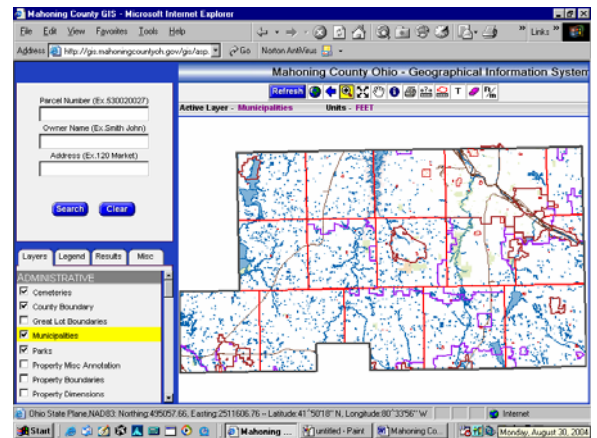 Mahoning County GIS - Microsoft Internet Explorer
File Edit View Favorites Tools Help
Links
Address http://gis.mahoningcountyoh.gov/gis/asp. Go Norton AntiVirus
Mahoning County Ohio - Geographical Information System
Refresh
T
Active Layer - Municipalities Units - FEET
Parcel Number (Ex.530020027)
Owner Name (Ex.Smith John)
Address (Ex.120 Market)
Search Clear
Layers Legend Results Misc
ADMINISTRATIVE
Cemeteries
County Boundary
Great Lot Boundaries
Municipalities
Parks
Property Misc Annotation
Property Boundaries
Property Dimensions
Ohio State Plane,NAD83: Northing:495057.66, Easting:2511606.76 -- Latitude:41°50'18" N, Longitude:80°33'56" W Internet
Start Mahoning ... untitled - Paint Mahoning Co... Monday, August 30, 2004